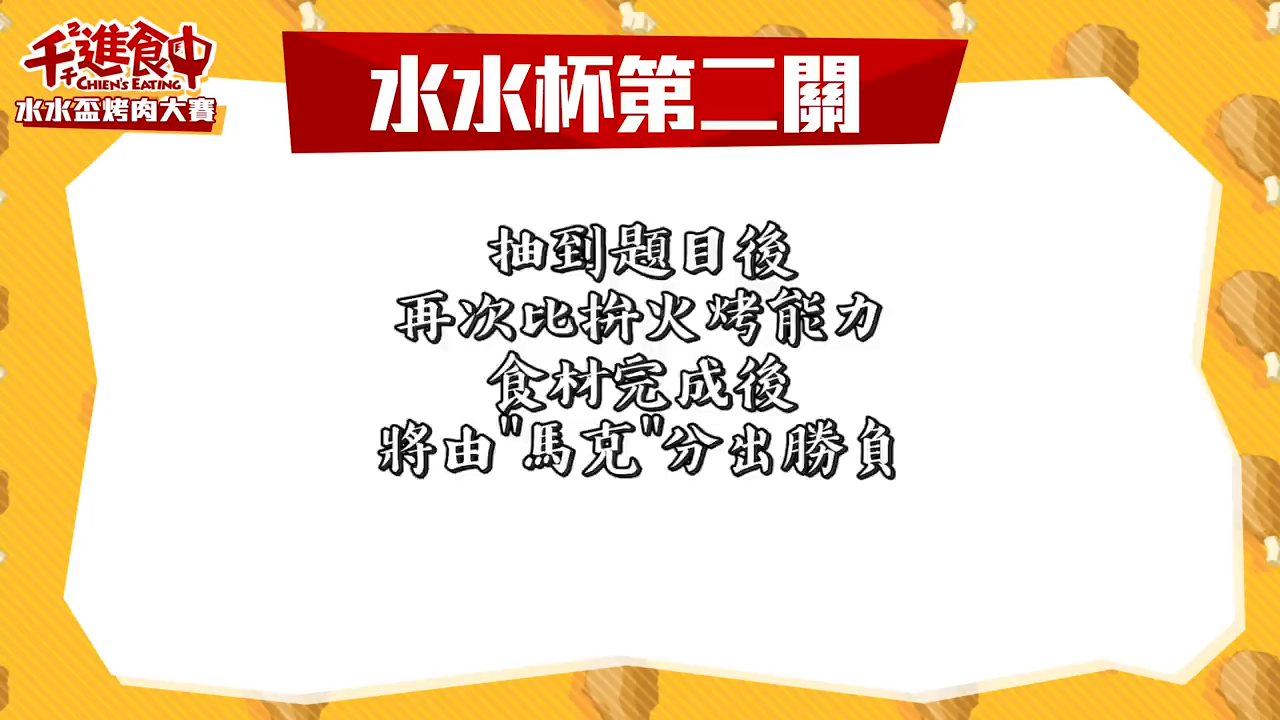 千千進食中
CHIEN'S EATING
水水盃烤肉大賽
水水杯第二關
抽到題目後
再次比拚火烤能力
食材完成後
將由"馬克"分出勝負